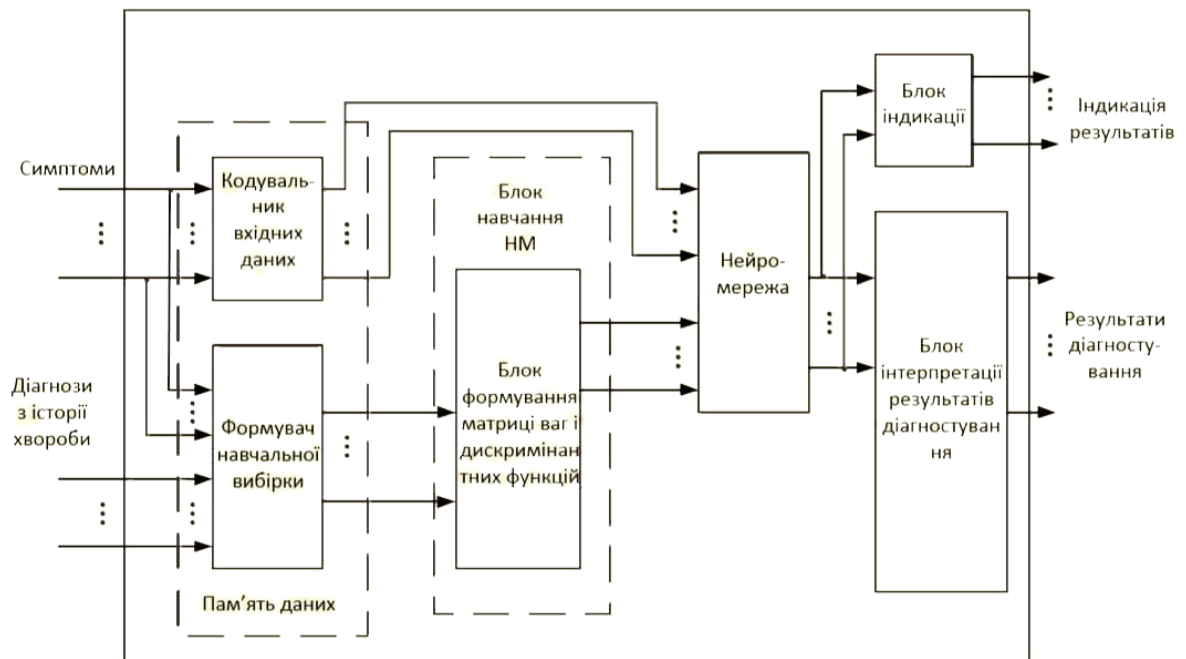 Симптоми
Діагнози
з історії
хвороби
Кодуваль-
ник
вхідних
даних
Формувач
навчальної
вибірки
Пам’ять даних
Блок
навчання
НМ
Блок
формування
матриці ваг і
дискримінан
тних функцій
Нейро-
мережа
Блок
індикації
Індикація
результатів
Блок
інтерпретації
результатів
діагностуван
ня
Результати
діагносту-
вання